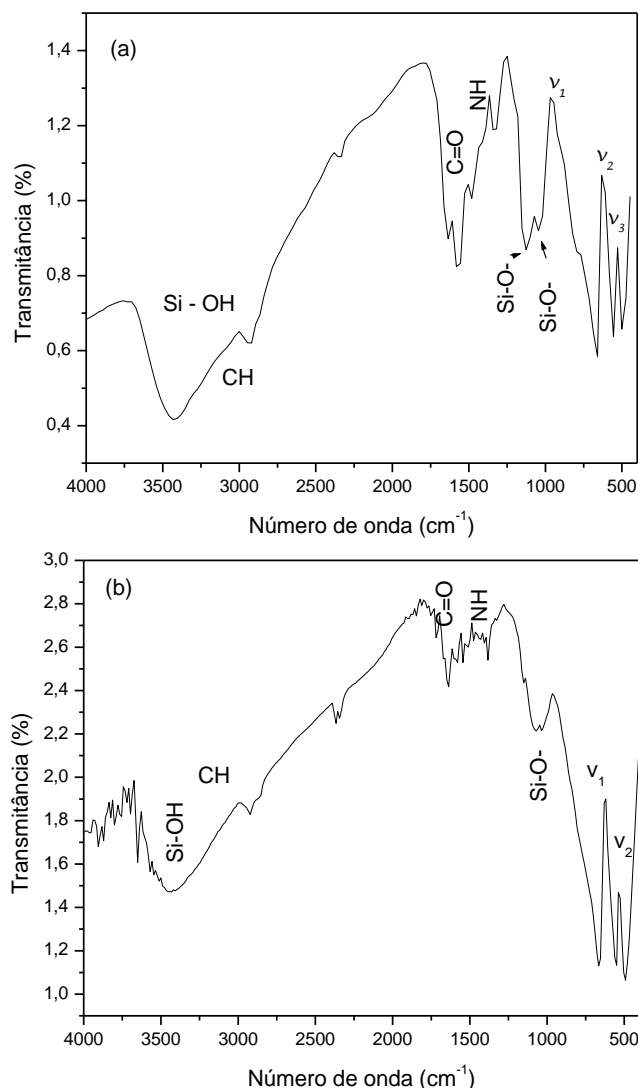 (a)
1,4
1,2
1,0
0,8
0,6
0,4
Transmitância (%)
Si - OH
CH
C=O
NH
Si-O-
Si-O-
ν1
ν2
ν3
4000 3500 3000 2500 2000 1500 1000 500
Número de onda (cm-1)
(b)
3,0
2,8
2,6
2,4
2,2
2,0
1,8
1,6
1,4
1,2
1,0
Transmitância (%)
Si-OH
CH
C=O
NH
Si-O-
ν1
ν2
4000 3500 3000 2500 2000 1500 1000 500
Número de onda (cm-1)